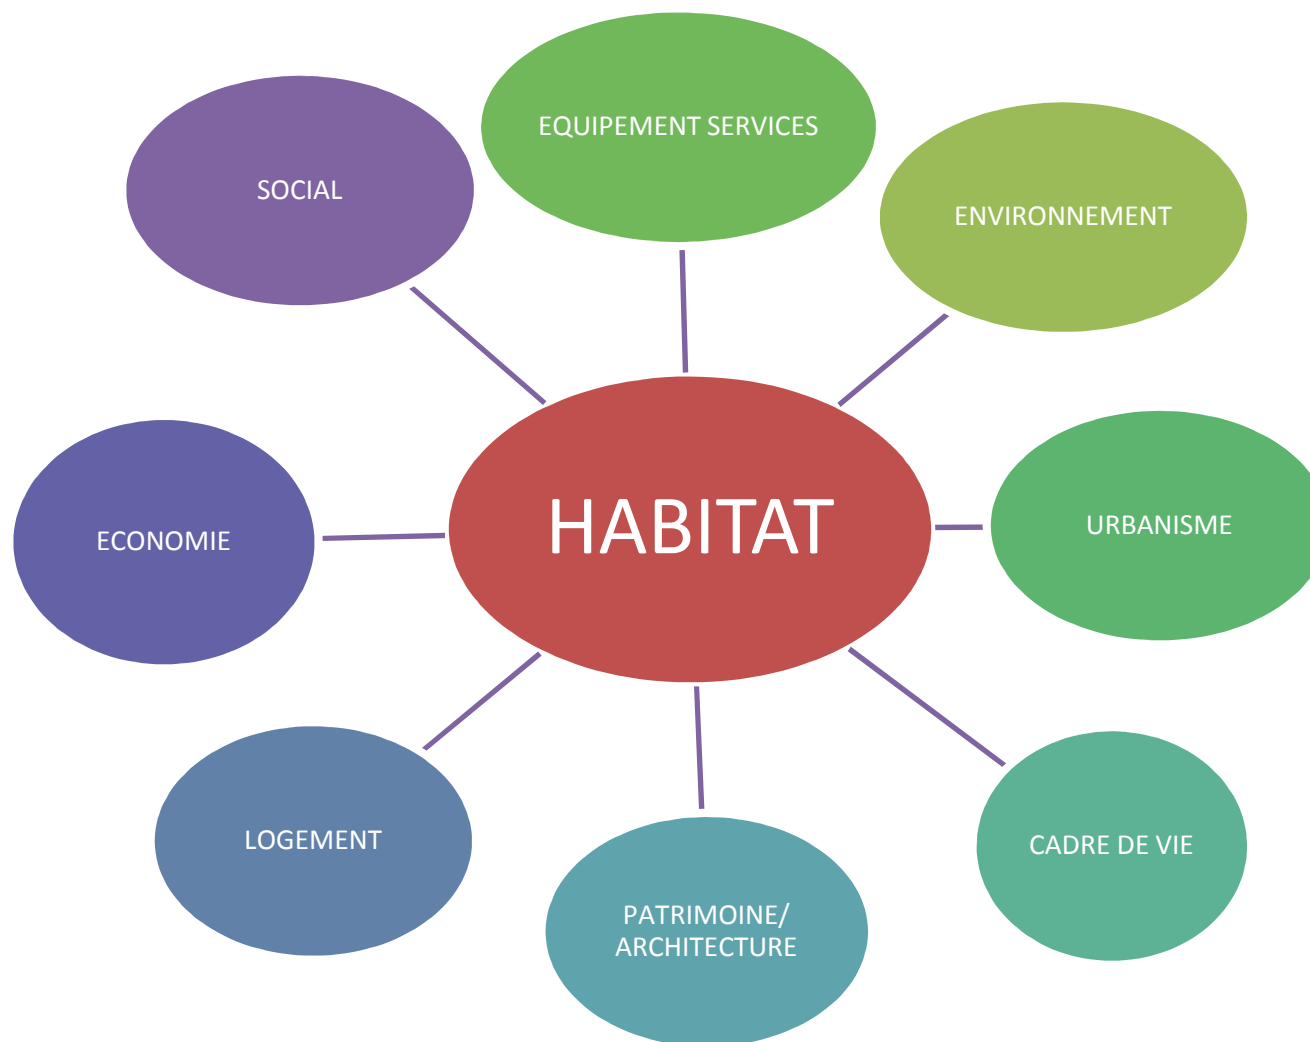 EQUIPEMENT SERVICES
SOCIAL
ENVIRONNEMENT
HABITAT
URBANISME
ECONOMIE
LOGEMENT
CADRE DE VIE
PATRIMOINE/
ARCHITECTURE